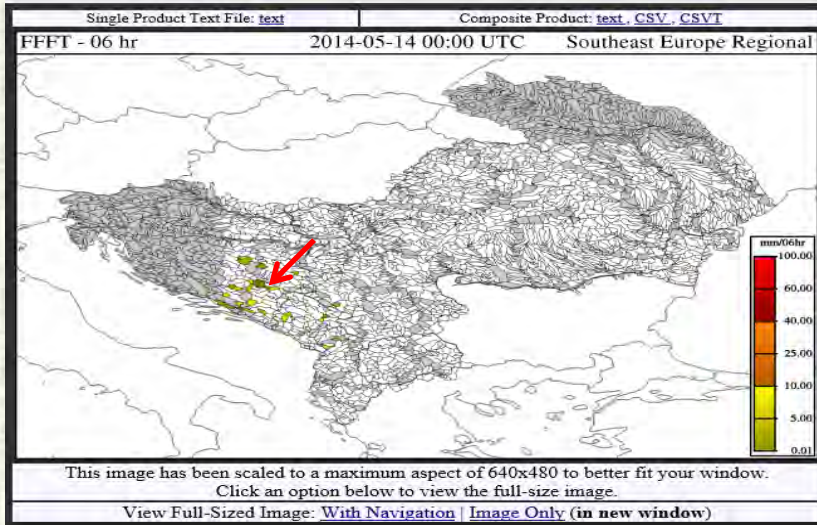 Single Product Text File: text Composite Product: text , CSV , CSVT
FFFT - 06 hr 2014-05-14 00:00 UTC Southeast Europe Regional
mm/06hr
100.00
60.00
40.00
25.00
10.00
5.00
0.01
This image has been scaled to a maximum aspect of 640x480 to better fit your window.
Click an option below to view the full-size image.
View Full-Sized Image: With Navigation | Image Only (in new window)